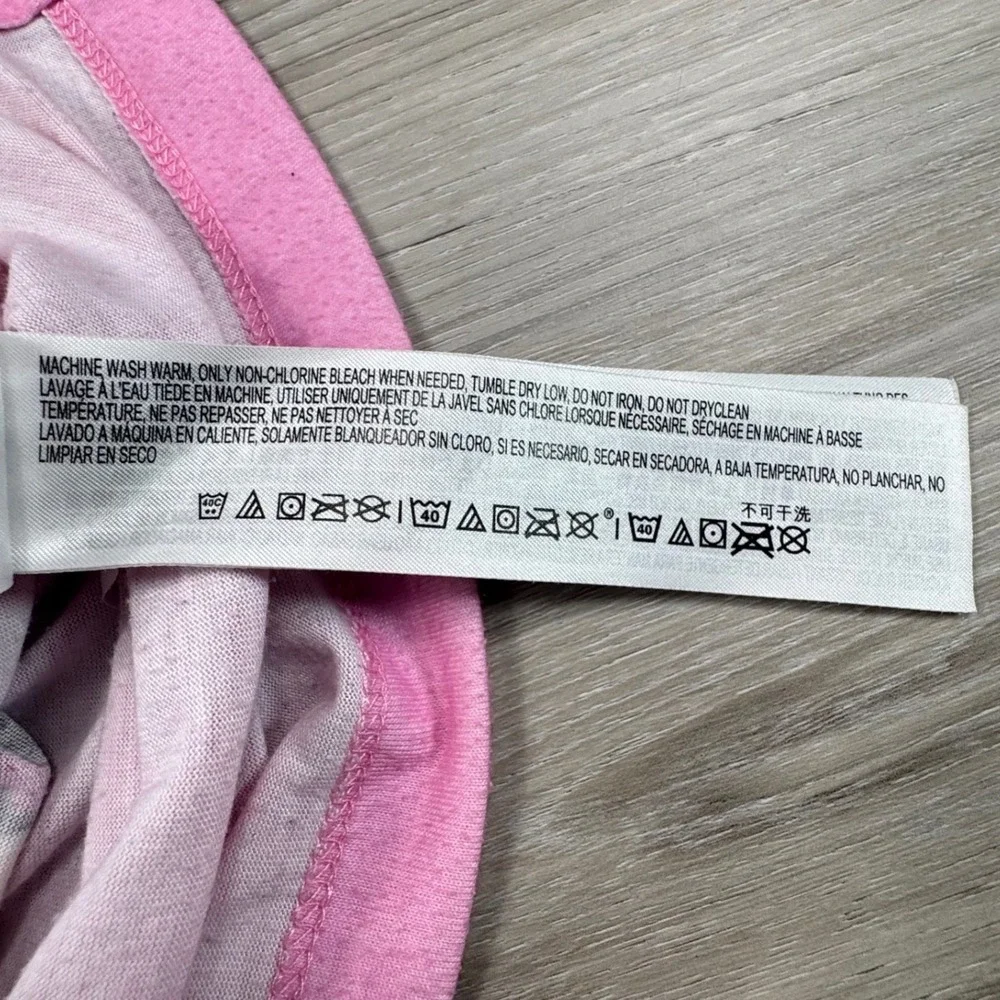 MACHINE WASH WARM, ONLY NON-CHLORINE BLEACH WHEN NEEDED, TUMBLE DRY LOW, DO NOT IRON, DO NOT DRYCLEAN
LAVAGE À L'EAU TIÈDE EN MACHINE, UTILISER UNIQUEMENT DE LA JAVEL SANS CHLORE LORSQUE NÉCESSAIRE, SÉCHAGE EN MACHINE À BASSE
TEMPÉRATURE, NE PAS REPASSER, NE PAS NETTOYER À SEC
LAVADO A MÁQUINA EN CALIENTE, SOLAMENTE BLANQUEADOR SIN CLORO, SI ES NECESARIO, SECAR EN SECADORA, A BAJA TEMPERATURA, NO PLANCHAR, NO
LIMPIAR EN SECO
不可干洗
40C 40 ® 40